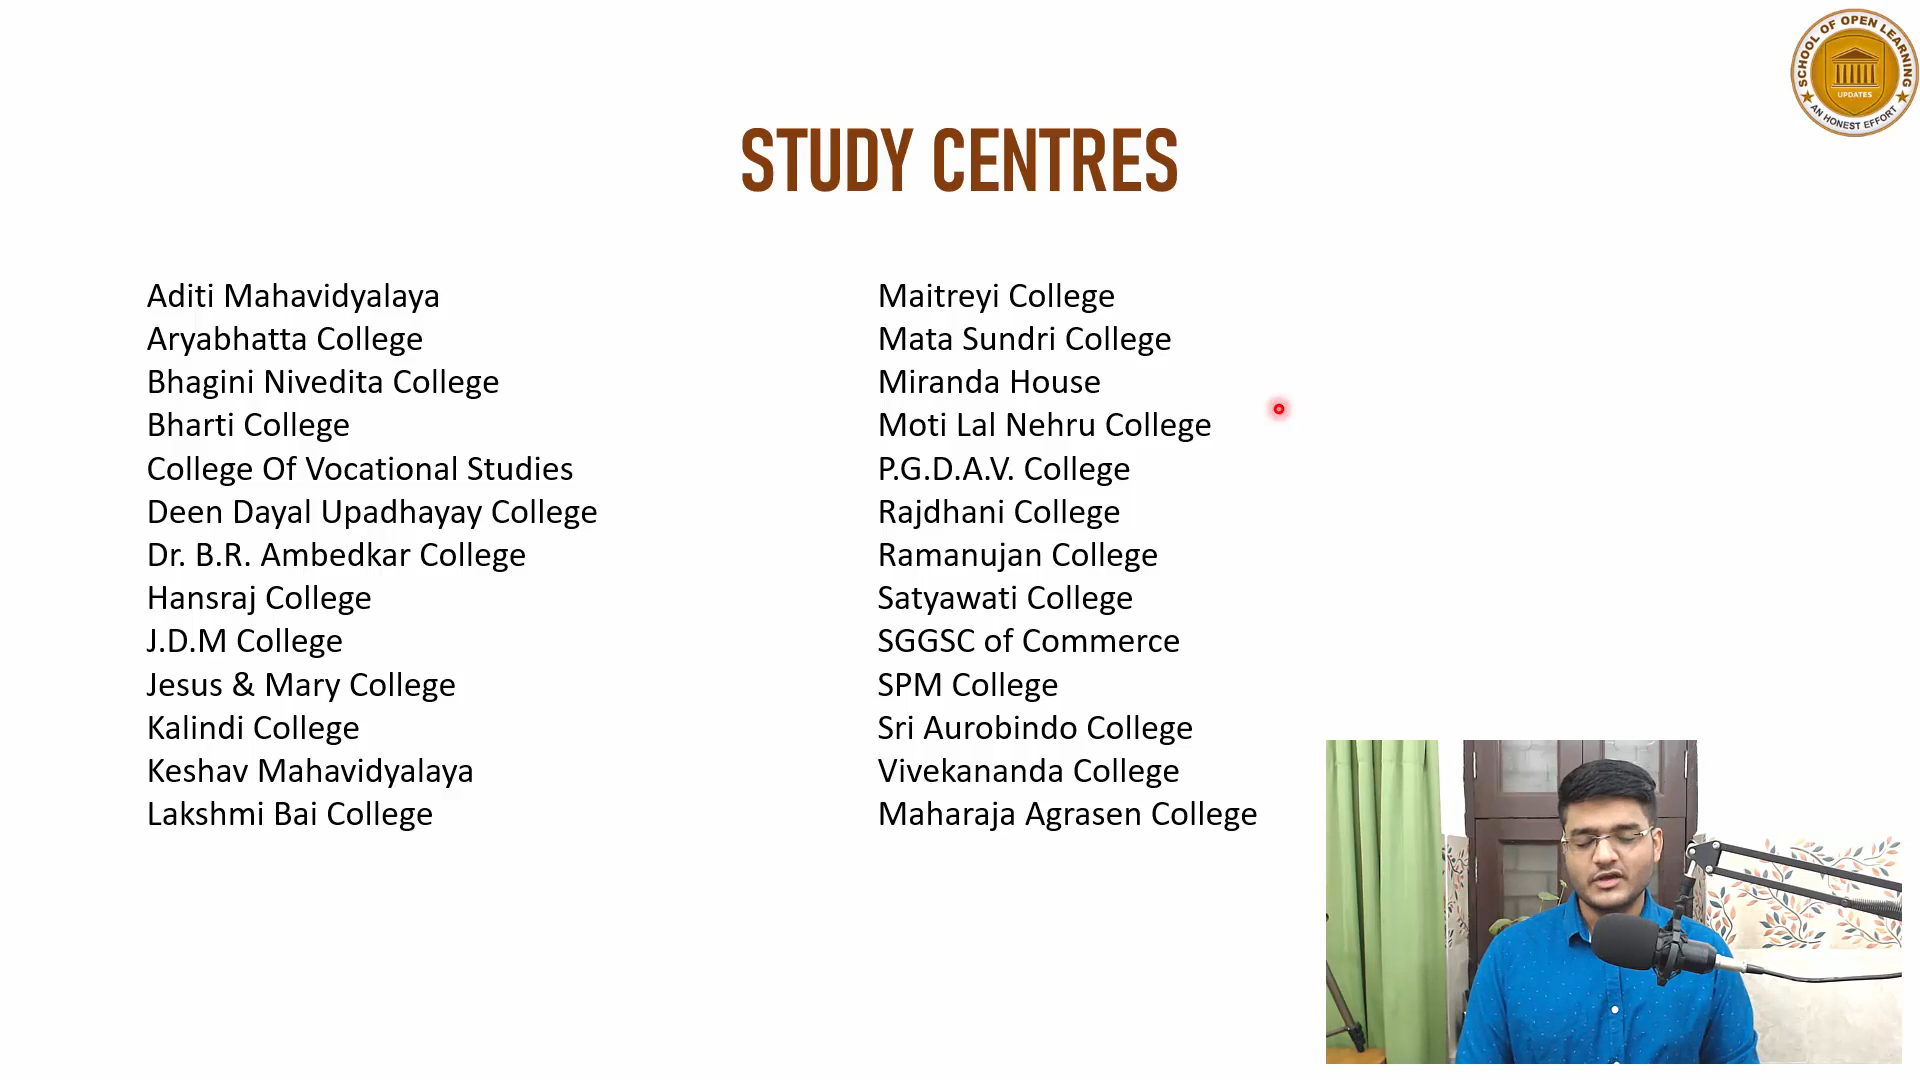 SCHOOL OF OPEN LEARNING
UPDATES
AN HONEST EFFORT
STUDY CENTRES
Aditi Mahavidyalaya
Aryabhatta College
Bhagini Nivedita College
Bharti College
College Of Vocational Studies
Deen Dayal Upadhayay College
Dr. B.R. Ambedkar College
Hansraj College
J.D.M College
Jesus & Mary College
Kalindi College
Keshav Mahavidyalaya
Lakshmi Bai College
Maitreyi College
Mata Sundri College
Miranda House
Moti Lal Nehru College
P.G.D.A.V. College
Rajdhani College
Ramanujan College
Satyawati College
SGGSC of Commerce
SPM College
Sri Aurobindo College
Vivekananda College
Maharaja Agrasen College